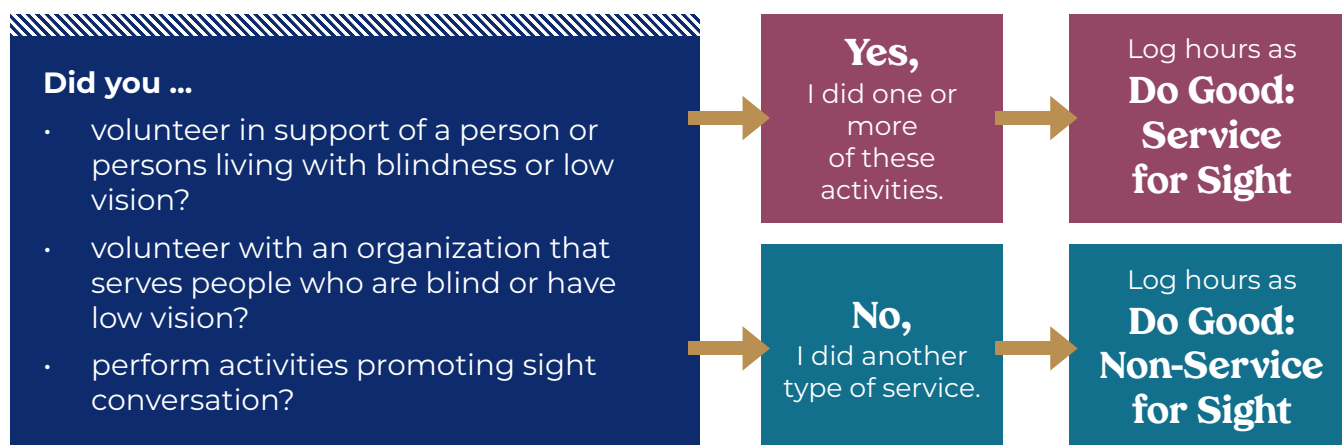 Did you ...
• volunteer in support of a person or
persons living with blindness or low
vision?
• volunteer with an organization that
serves people who are blind or have
low vision?
• perform activities promoting sight
conversation?
Yes,
I did one or
more
of these
activities.
Log hours as
Do Good:
Service
for Sight
No,
I did another
type of service.
Log hours as
Do Good:
Non-Service
for Sight